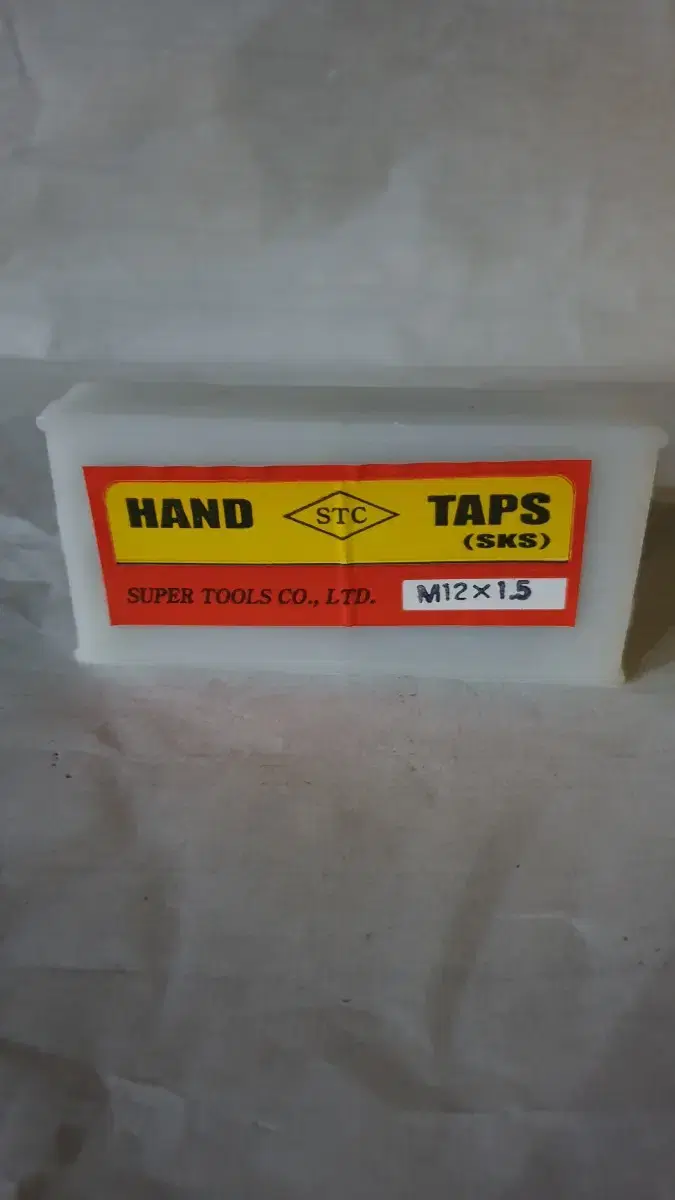 HAND STC TAPS
(SKS)
SUPER TOOLS CO., LTD. M12×1.5